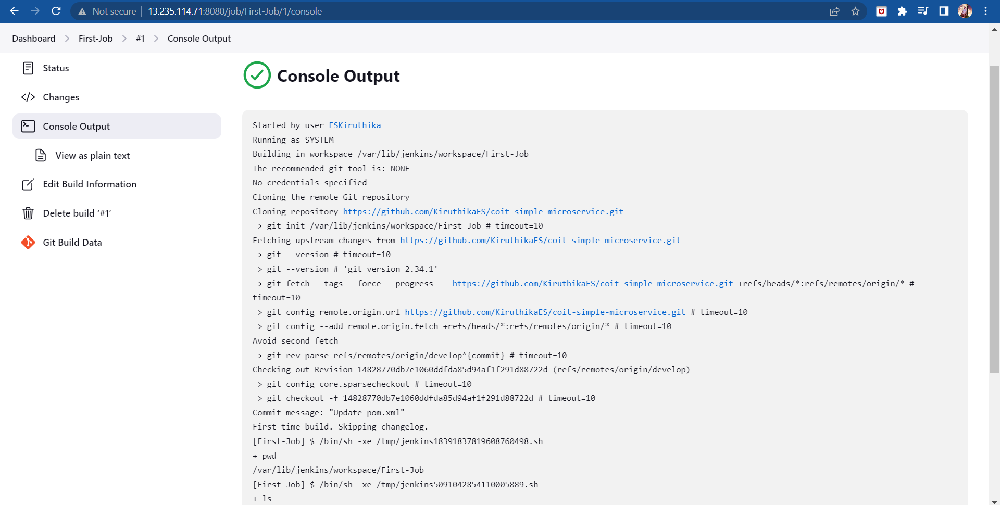 Not secure | 13.235.114.71:8080/job/First-Job/1/console
Dashboard > First-Job > #1 > Console Output
Status
Changes
Console Output
View as plain text
Edit Build Information
Delete build ‘#1’
Git Build Data
Console Output
Started by user ESKiruthika
Running as SYSTEM
Building in workspace /var/lib/jenkins/workspace/First-Job
The recommended git tool is: NONE
No credentials specified
Cloning the remote Git repository
Cloning repository https://github.com/KiruthikaES/coit-simple-microservice.git
> git init /var/lib/jenkins/workspace/First-Job # timeout=10
Fetching upstream changes from https://github.com/KiruthikaES/coit-simple-microservice.git
> git --version # timeout=10
> git --version # 'git version 2.34.1'
> git fetch --tags --force --progress -- https://github.com/KiruthikaES/coit-simple-microservice.git +refs/heads/*:refs/remotes/origin/* #
timeout=10
> git config remote.origin.url https://github.com/KiruthikaES/coit-simple-microservice.git # timeout=10
> git config --add remote.origin.fetch +refs/heads/*:refs/remotes/origin/* # timeout=10
Avoid second fetch
> git rev-parse refs/remotes/origin/develop^{commit} # timeout=10
Checking out Revision 14828770db7e1060ddfda85d94af1f291d88722d (refs/remotes/origin/develop)
> git config core.sparsecheckout # timeout=10
> git checkout -f 14828770db7e1060ddfda85d94af1f291d88722d # timeout=10
Commit message: "Update pom.xml"
First time build. Skipping changelog.
[First-Job] $ /bin/sh -xe /tmp/jenkins18391837819608760498.sh
+ pwd
/var/lib/jenkins/workspace/First-Job
[First-Job] $ /bin/sh -xe /tmp/jenkins5091042854110005889.sh
+ ls